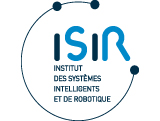 ISIR
INSTITUT
DES SYSTÈMES
INTELLIGENTS
ET DE ROBOTIQUE